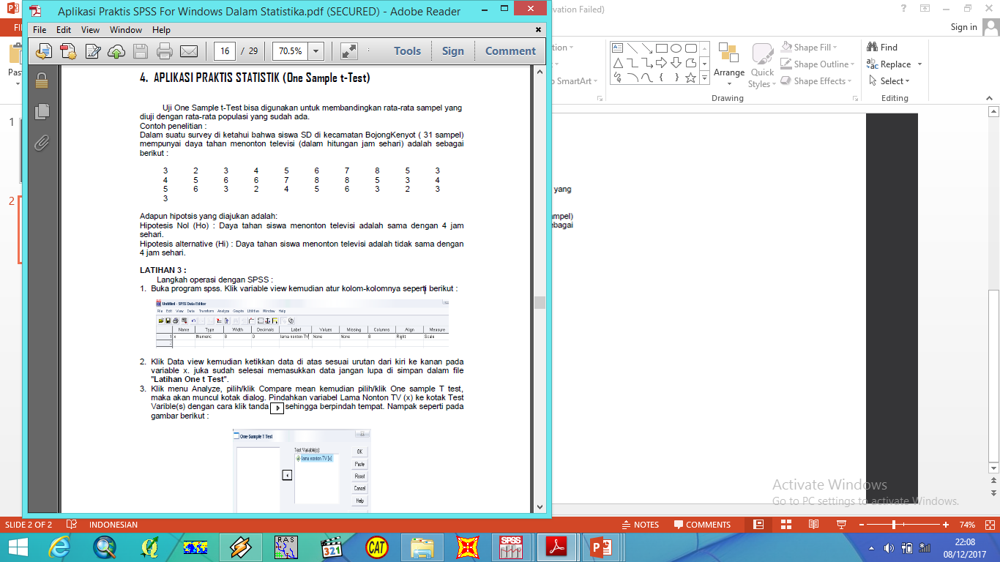 Aplikasi Praktis SPSS For Windows Dalam Statistika.pdf (SECURED) - Adobe Reader
File Edit View Window Help
16 / 29 70.5% Tools Sign Comment
4. APLIKASI PRAKTIS STATISTIK (One Sample t-Test)
Uji One Sample t-Test bisa digunakan untuk membandingkan rata-rata sampel yang
diuji dengan rata-rata populasi yang sudah ada.
Contoh penelitian :
Dalam suatu survey di ketahui bahwa siswa SD di kecamatan BojongKenyot ( 31 sampel)
mempunyai daya tahan menonton televisi (dalam hitungan jam sehari) adalah sebagai
berikut :
3 2 3 4 5 6 7 8 5 3
4 5 6 6 7 8 8 5 3 4
5 6 3 2 4 5 6 3 2 3
3
Adapun hipotsis yang diajukan adalah:
Hipotesis Nol (Ho) : Daya tahan siswa menonton televisi adalah sama dengan 4 jam
sehari.
Hipotesis alternative (Hi) : Daya tahan siswa menonton televisi adalah tidak sama dengan
4 jam sehari.
LATIHAN 3 :
Langkah operasi dengan SPSS :
1. Buka program spss. Klik variable view kemudian atur kolom-kolomnya seperti berikut :
Untitled - SPSS Data Editor
File Edit View Data Transform Analyze Graphs Utilities Window Help
Name Type Width Decimals Label Values Missing Columns Align Measure
1 x Numeric 8 0 lama nonton TV None None 8 Right Scale
2
2. Klik Data view kemudian ketikkan data di atas sesuai urutan dari kiri ke kanan pada
variable x. juka sudah selesai memasukkan data jangan lupa di simpan dalam file
"Latihan One t Test".
3. Klik menu Analyze, pilih/klik Compare mean kemudian pilih/klik One sample T test,
maka akan muncul kotak dialog. Pindahkan variabel Lama Nonton TV (x) ke kotak Test
Varible(s) dengan cara klik tanda sehingga berpindah tempat. Nampak seperti pada
gambar berikut :
One-Sample T Test
Test Variable(s):
lama nonton TV [x]
OK
Paste
Reset
Cancel
Help
vation Failed)
Sign in
FI
Pas
SmartArt
Arrange
Quick
Styles
Shape Fill
Shape Outline
Shape Effects
Drawing
Find
Replace
Select
Editing
1
2
yang
ampel)
ebagai
Activate Windows
Go to PC settings to activate Windows.
SLIDE 2 OF 2 INDONESIAN NOTES COMMENTS 74%
RAS 321 CAT SPSS
22:08
08/12/2017